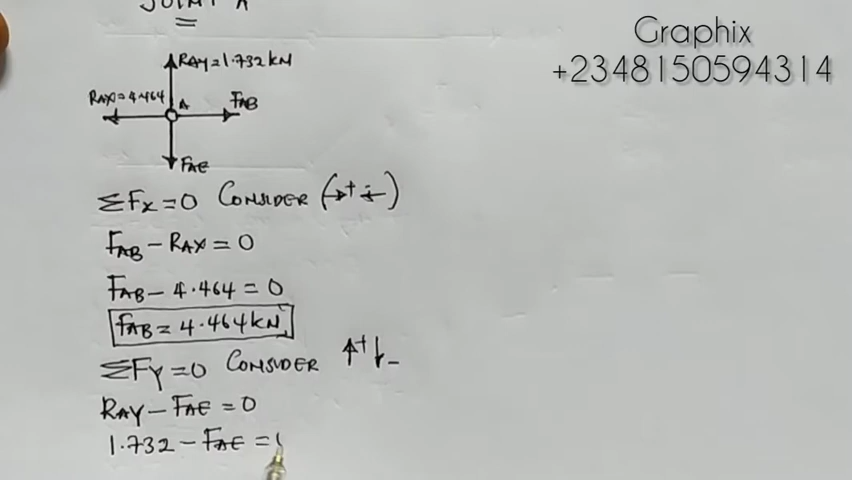 JOINT A
Graphix
+2348150594314
RAY=1.732KN
RAX=4.464
A
FAB
FAE
ΣFx=0 CONSIDER (→+ ←-)
FAB-RAX=0
FAB-4.464=0
FAB=4.464KN
ΣFY=0 CONSIDER ↑+↓-
RAY-FAE=0
1.732-FAE=